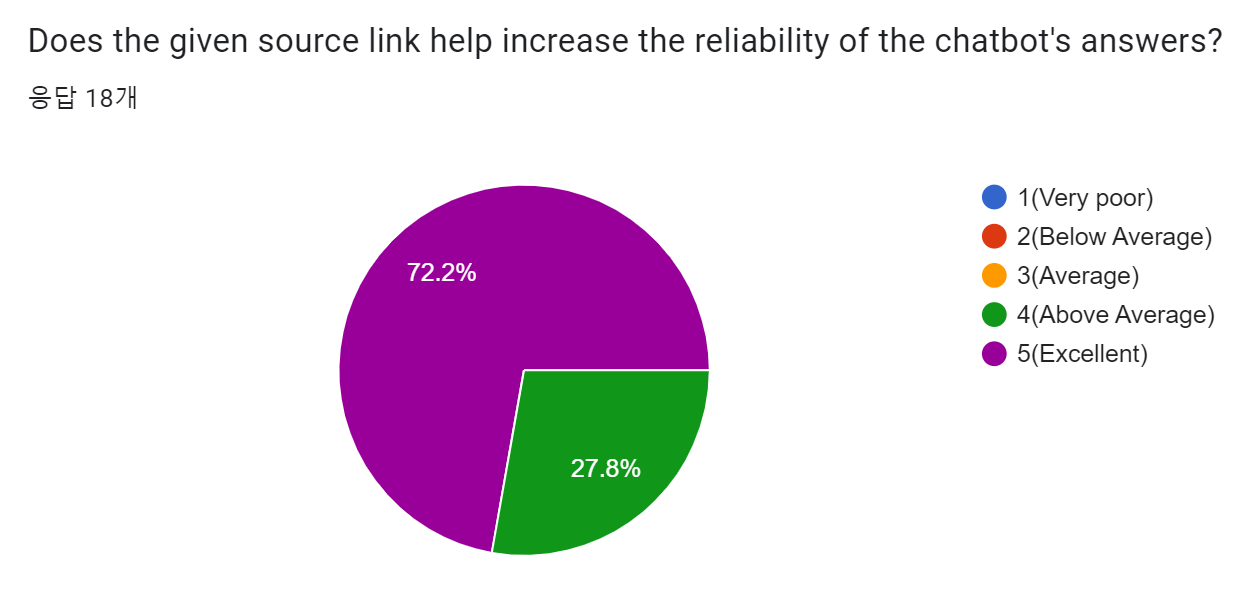 Does the given source link help increase the reliability of the chatbot's answers?
응답 18개
72.2%
27.8%
1(Very poor)
2(Below Average)
3(Average)
4(Above Average)
5(Excellent)